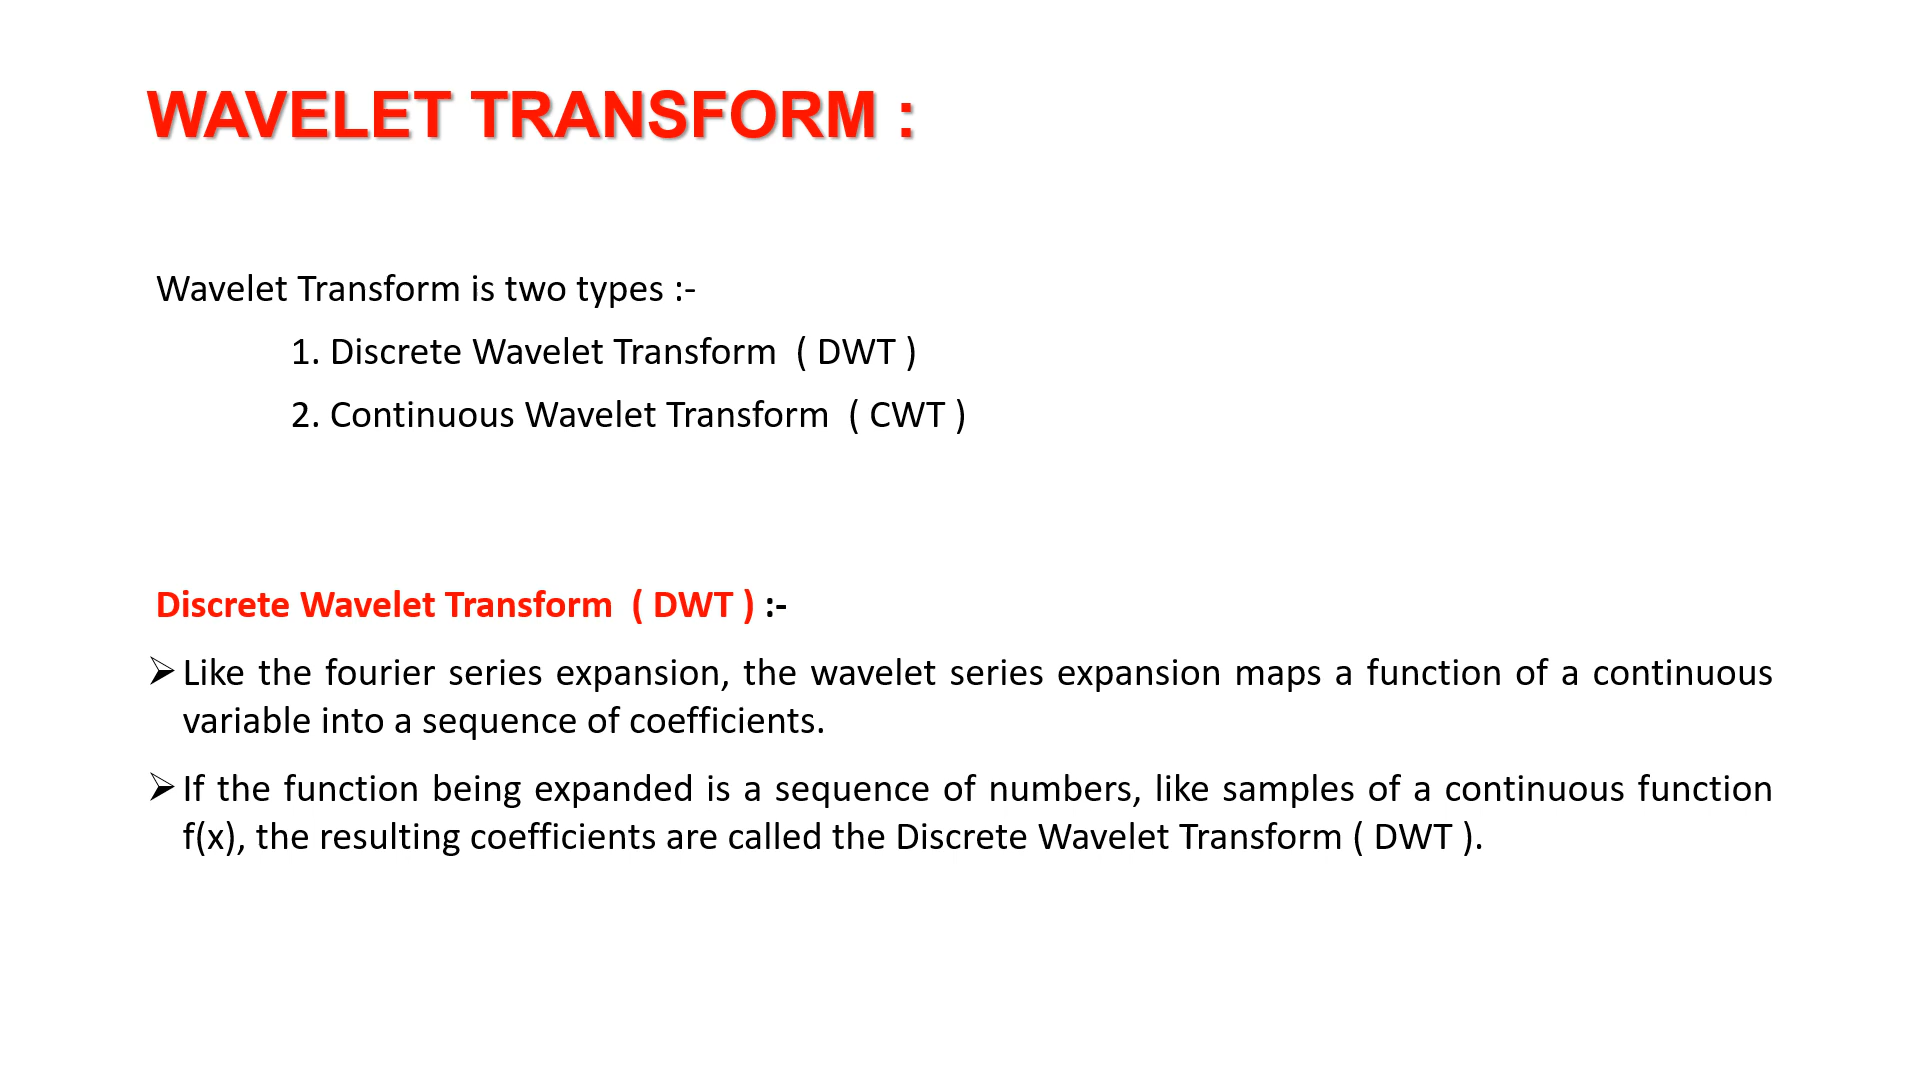 WAVELET TRANSFORM :
Wavelet Transform is two types :-
1. Discrete Wavelet Transform  ( DWT )
2. Continuous Wavelet Transform  ( CWT )
Discrete Wavelet Transform  ( DWT ) :-
➢ Like the fourier series expansion, the wavelet series expansion maps a function of a continuous
variable into a sequence of coefficients.
➢ If the function being expanded is a sequence of numbers, like samples of a continuous function
f(x), the resulting coefficients are called the Discrete Wavelet Transform ( DWT ).